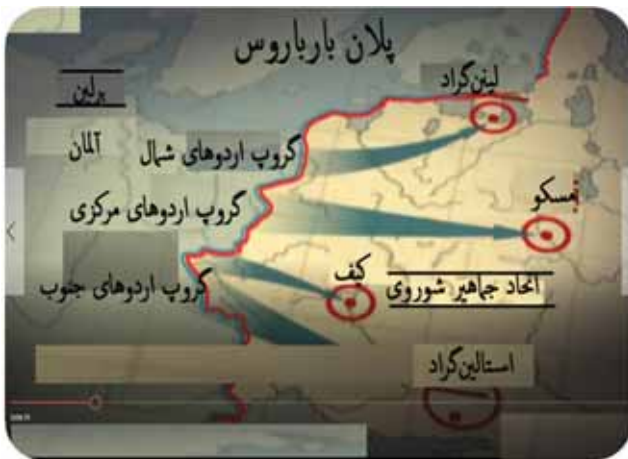 پلان بارباروس
لینن‌گراد
برلین
آلمان
گروپ اردوهای شمال
مسکو
گروپ اردوهای مرکزی
کیف
اتحاد جماهیر شوروی
گروپ اردوهای جنوب
استالین‌گراد